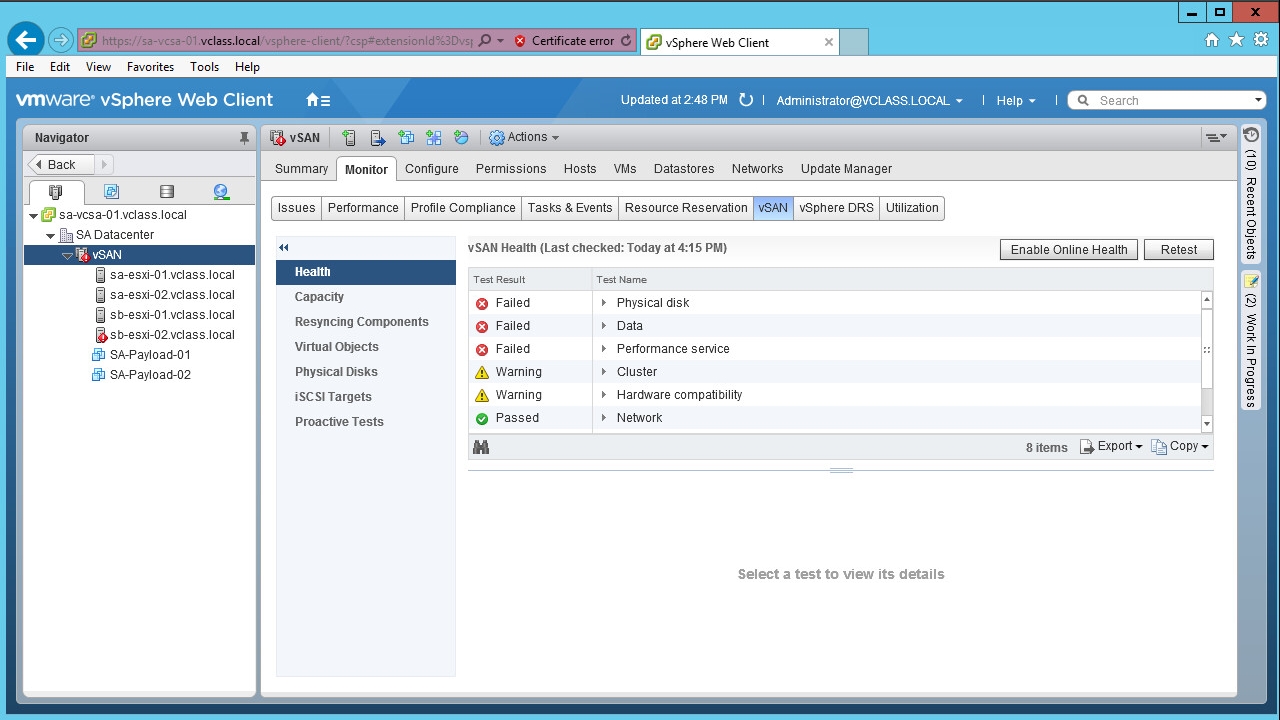 https://sa-vcsa-01.vclass.local/vsphere-client/?csp#extensionId%3Dvsp
Certificate error
vSphere Web Client
File Edit View Favorites Tools Help
vmware® vSphere Web Client
Updated at 2:48 PM
Administrator@VCLASS.LOCAL
Help
Search
Navigator
vSAN
Actions
Back
Summary Monitor Configure Permissions Hosts VMs Datastores Networks Update Manager
Issues Performance Profile Compliance Tasks & Events Resource Reservation vSAN vSphere DRS Utilization
sa-vcsa-01.vclass.local
SA Datacenter
vSAN
sa-esxi-01.vclass.local
sa-esxi-02.vclass.local
sb-esxi-01.vclass.local
sb-esxi-02.vclass.local
SA-Payload-01
SA-Payload-02
Health
Capacity
Resyncing Components
Virtual Objects
Physical Disks
iSCSI Targets
Proactive Tests
vSAN Health (Last checked: Today at 4:15 PM)
Enable Online Health
Retest
Test Result Test Name
Failed Physical disk
Failed Data
Failed Performance service
Warning Cluster
Warning Hardware compatibility
Passed Network
8 items
Export
Copy
Select a test to view its details
(10) Recent Objects
(2) Work In Progress